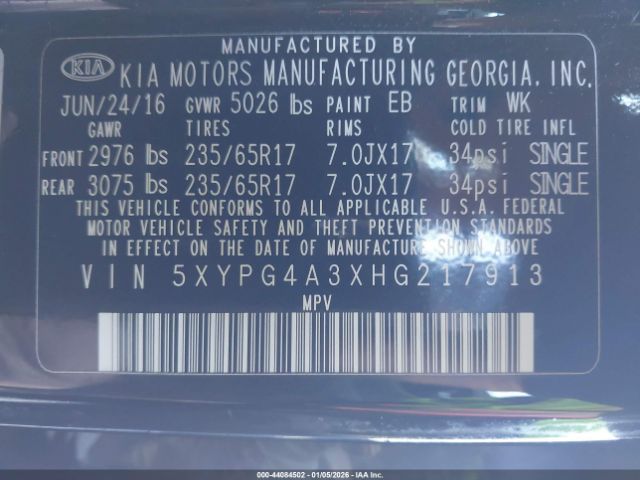 MANUFACTURED BY
KIA KIA MOTORS MANUFACTURING GEORGIA, INC.
JUN/24/16 GVWR 5026 lbs PAINT EB TRIM WK
GAWR TIRES RIMS COLD TIRE INFL
FRONT 2976 lbs 235/65R17 7.0JX17 34psi SINGLE
REAR 3075 lbs 235/65R17 7.0JX17 34psi SINGLE
THIS VEHICLE CONFORMS TO ALL APPLICABLE U.S.A. FEDERAL
MOTOR VEHICLE SAFETY AND THEFT PREVENTION STANDARDS
IN EFFECT ON THE DATE OF MANUFACTURE SHOWN ABOVE.
VIN 5XYPG4A3XHG217913
MPV
000-44084502 - 01/05/2026 - IAA Inc.